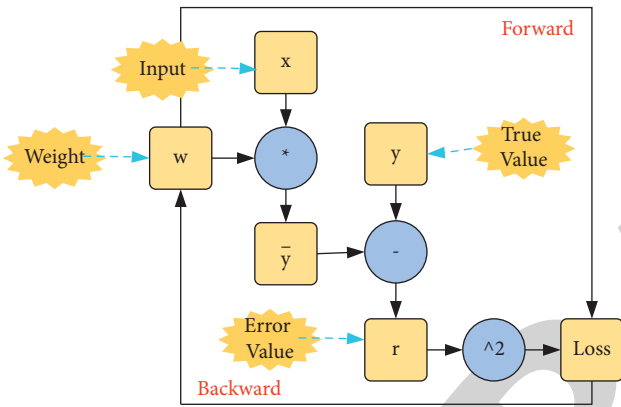 Forward
Input
x
Weight
w
*
y
True
Value
ȳ
-
Error
Value
r
^2
Loss
Backward